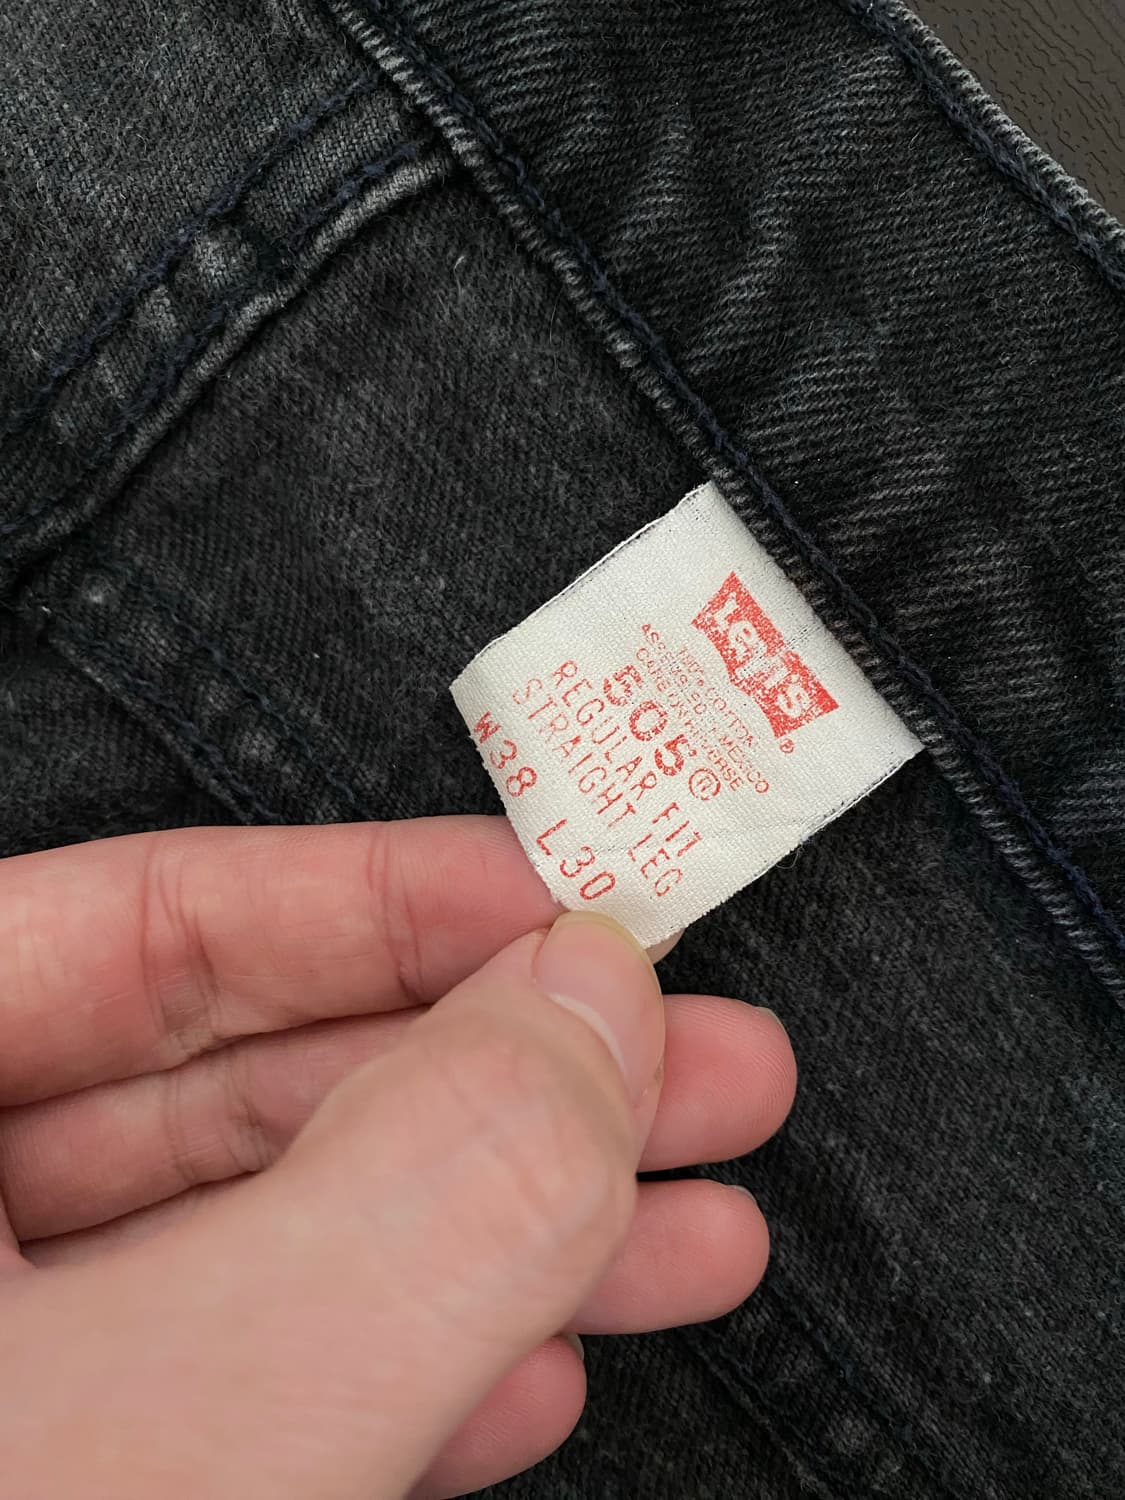 Levi's®
100% COTTON
ASSEMBLED IN MEXICO
CARE ON REVERSE
505
REGULAR FIT
STRAIGHT LEG
W38 L30